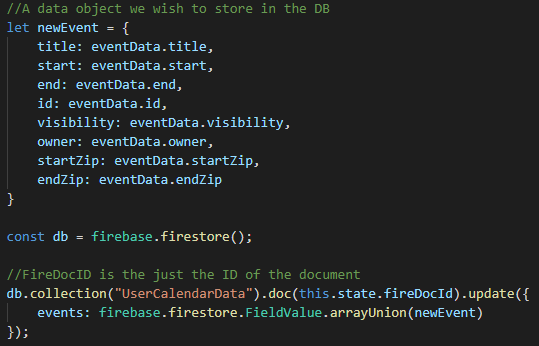 //A data object we wish to store in the DB
let newEvent = {
    title: eventData.title,
    start: eventData.start,
    end: eventData.end,
    id: eventData.id,
    visibility: eventData.visibility,
    owner: eventData.owner,
    startZip: eventData.startZip,
    endZip: eventData.endZip
}
const db = firebase.firestore();
//FireDocID is the just the ID of the document
db.collection("UserCalendarData").doc(this.state.fireDocId).update({
    events: firebase.firestore.FieldValue.arrayUnion(newEvent)
});